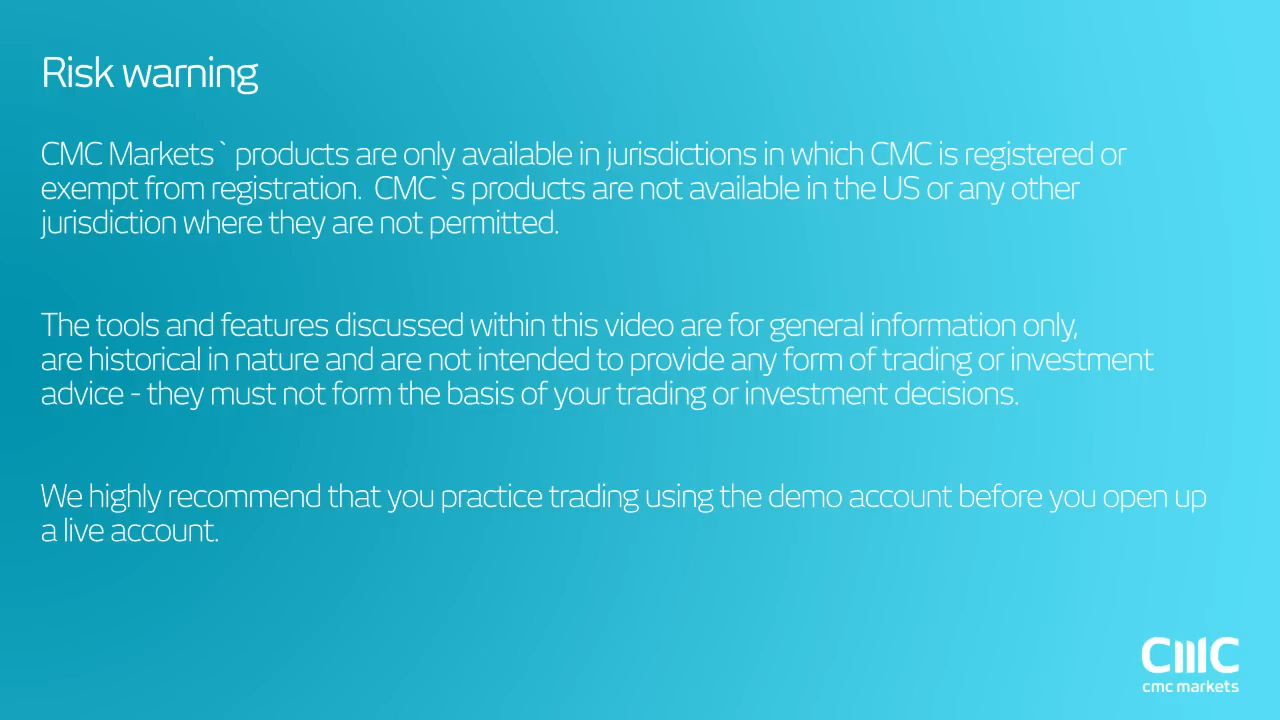 Risk warning
CMC Markets` products are only available in jurisdictions in which CMC is registered or
exempt from registration.  CMC`s products are not available in the US or any other
jurisdiction where they are not permitted.
The tools and features discussed within this video are for general information only,
are historical in nature and are not intended to provide any form of trading or investment
advice - they must not form the basis of your trading or investment decisions.
We highly recommend that you practice trading using the demo account before you open up
a live account.
CMC
cmc markets